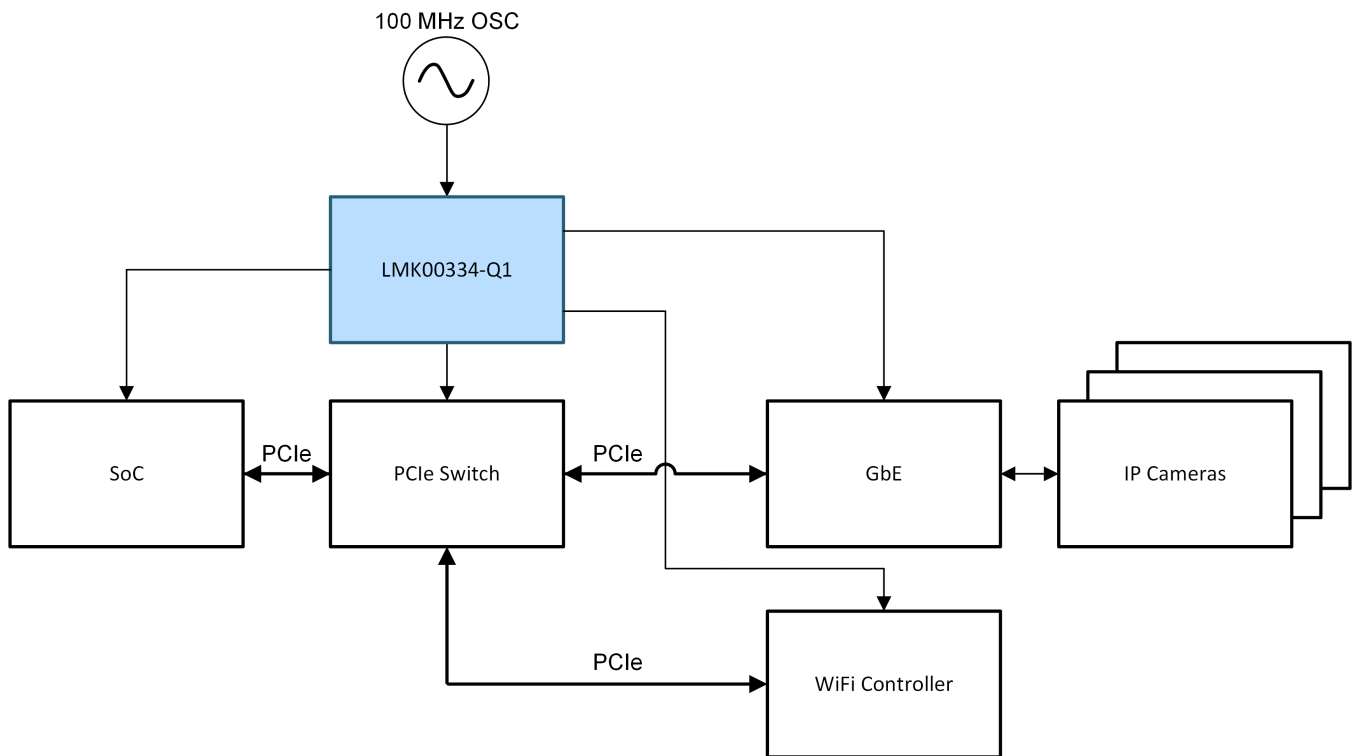 100 MHz OSC
LMK00334-Q1
SoC
PCIe
PCIe Switch
PCIe
GbE
IP Cameras
PCIe
WiFi Controller